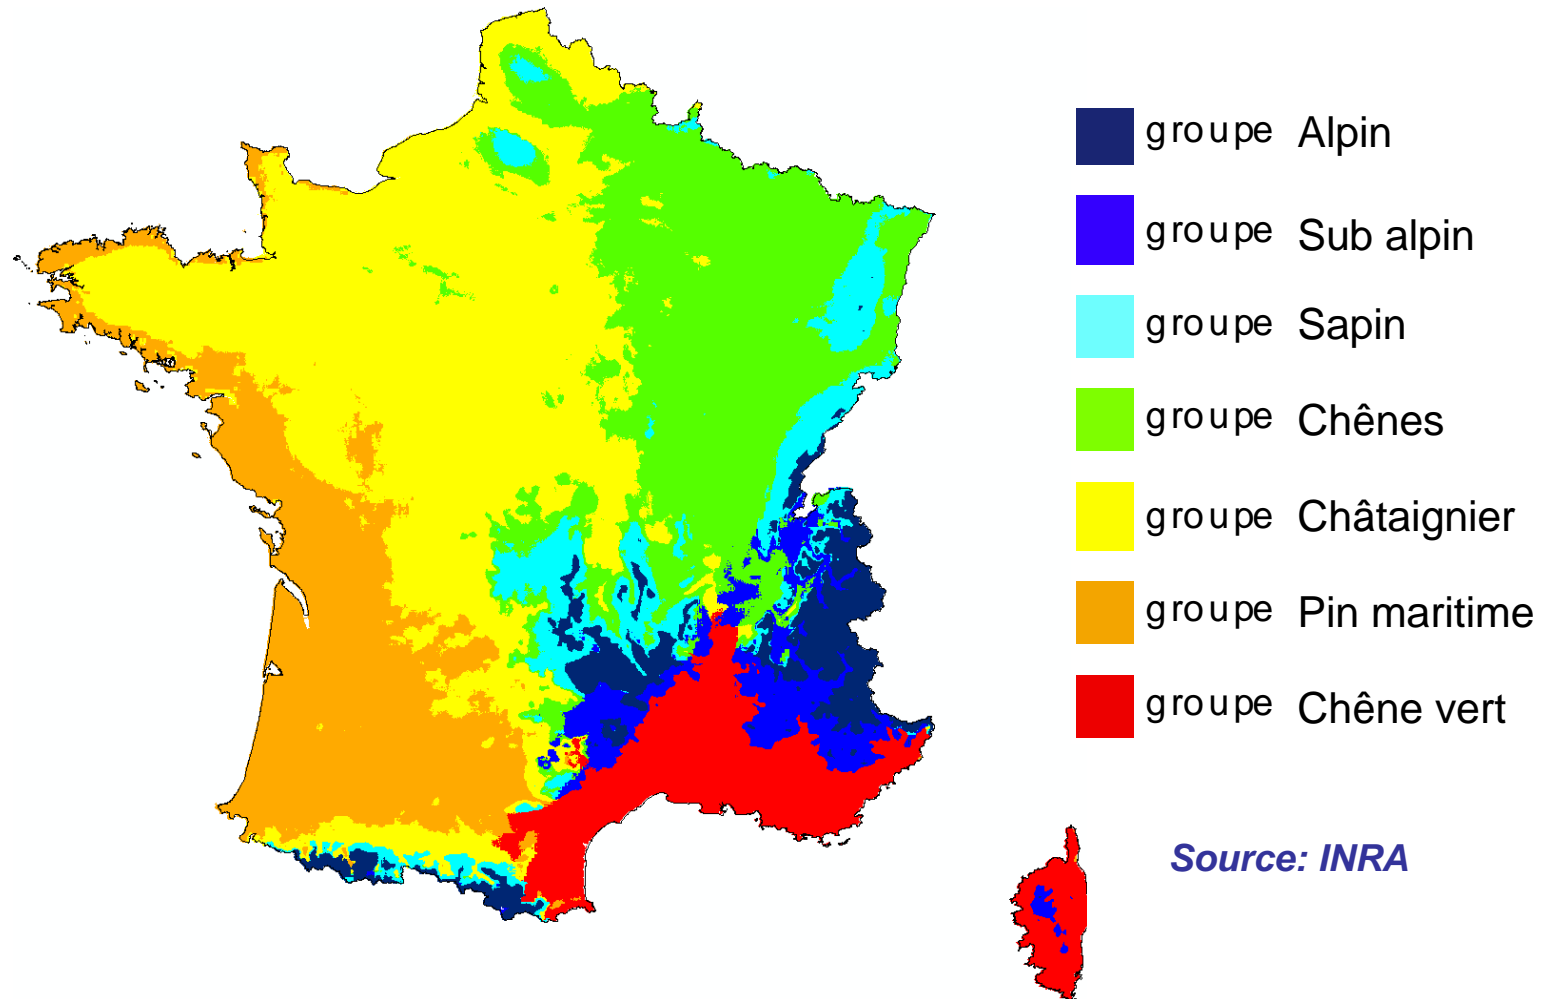 groupe Alpin
groupe Sub alpin
groupe Sapin
groupe Chênes
groupe Châtaignier
groupe Pin maritime
groupe Chêne vert
Source: INRA